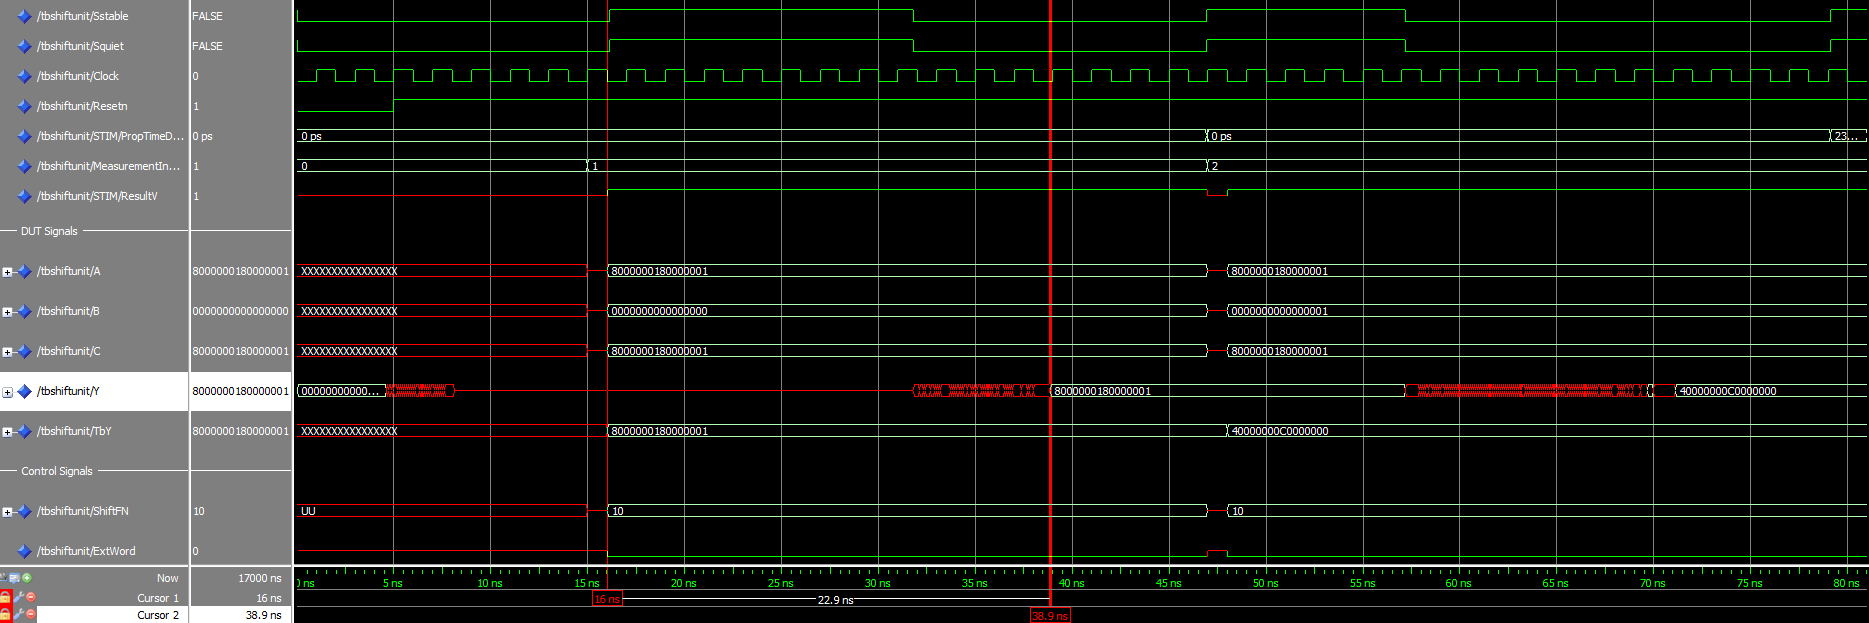 /tbshiftunit/Sstable FALSE
/tbshiftunit/Squiet FALSE
/tbshiftunit/Clock 0
/tbshiftunit/Resetn 1
/tbshiftunit/STIM/PropTimeD... 0 ps 0 ps 0 ps 23...
/tbshiftunit/MeasurementIn... 1 0 1 2
/tbshiftunit/STIM/ResultV 1
DUT Signals
/tbshiftunit/A 8000000180000001 XXXXXXXXXXXXXXXX 8000000180000001 8000000180000001
/tbshiftunit/B 0000000000000000 XXXXXXXXXXXXXXXX 0000000000000000 0000000000000001
/tbshiftunit/C 8000000180000001 XXXXXXXXXXXXXXXX 8000000180000001 8000000180000001
/tbshiftunit/Y 8000000180000001 00000000000... 8000000180000001 40000000C0000000
/tbshiftunit/TbY 8000000180000001 XXXXXXXXXXXXXXXX 8000000180000001 40000000C0000000
Control Signals
/tbshiftunit/ShiftFN 10 UU 10 10
/tbshiftunit/ExtWord 0
Now 17000 ns 0 ns 5 ns 10 ns 15 ns 20 ns 25 ns 30 ns 35 ns 40 ns 45 ns 50 ns 55 ns 60 ns 65 ns 70 ns 75 ns 80 ns
Cursor 1 16 ns 16 ns 22.9 ns
Cursor 2 38.9 ns 38.9 ns